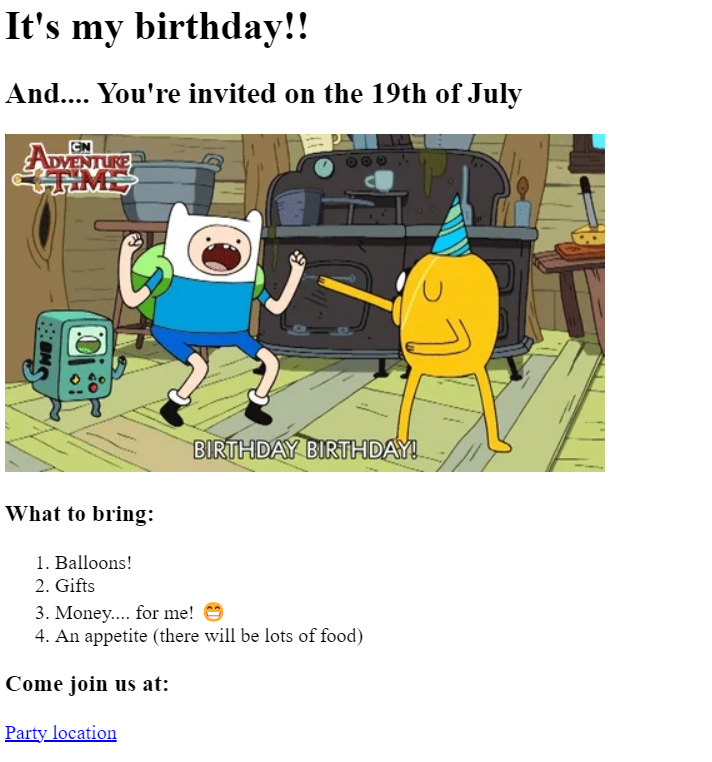 It's my birthday!!
And.... You're invited on the 19th of July
CN
ADVENTURE
TIME
BMO
BIRTHDAY BIRTHDAY!
What to bring:
1. Balloons!
2. Gifts
3. Money.... for me! 😁
4. An appetite (there will be lots of food)
Come join us at:
Party location